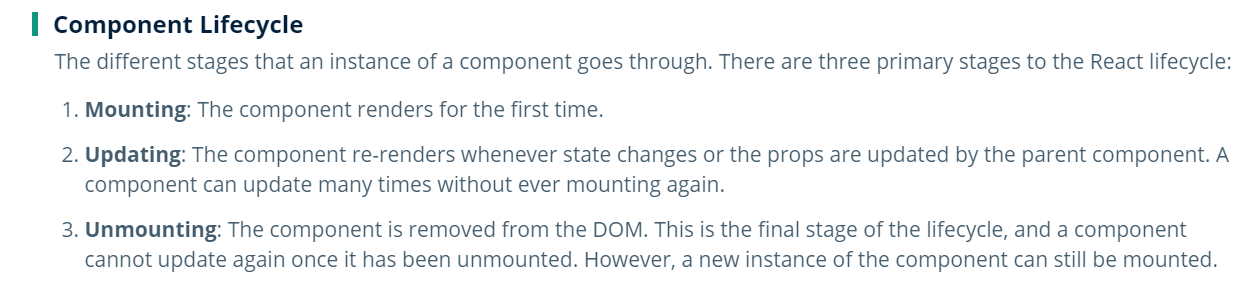 Component Lifecycle
The different stages that an instance of a component goes through. There are three primary stages to the React lifecycle:
1. Mounting: The component renders for the first time.
2. Updating: The component re-renders whenever state changes or the props are updated by the parent component. A
component can update many times without ever mounting again.
3. Unmounting: The component is removed from the DOM. This is the final stage of the lifecycle, and a component
cannot update again once it has been unmounted. However, a new instance of the component can still be mounted.